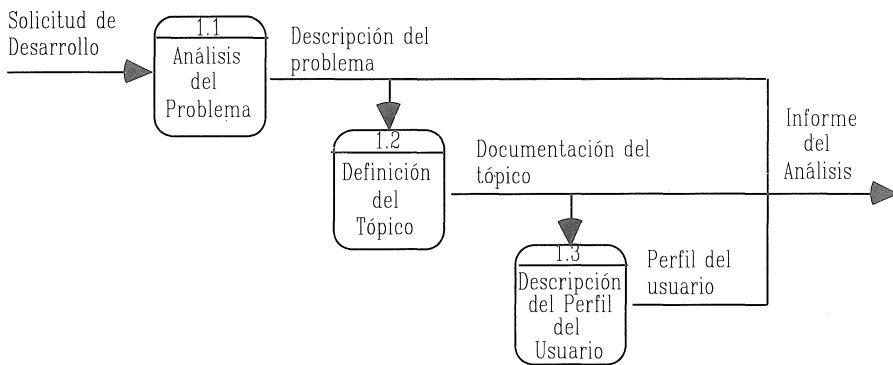 Solicitud de
Desarrollo
1.1
Análisis
del
Problema
Descripción del
problema
1.2
Definición
del
Tópico
Documentación del
tópico
1.3
Descripción
del Perfil
del
Usuario
Perfil del
usuario
Informe
del
Análisis